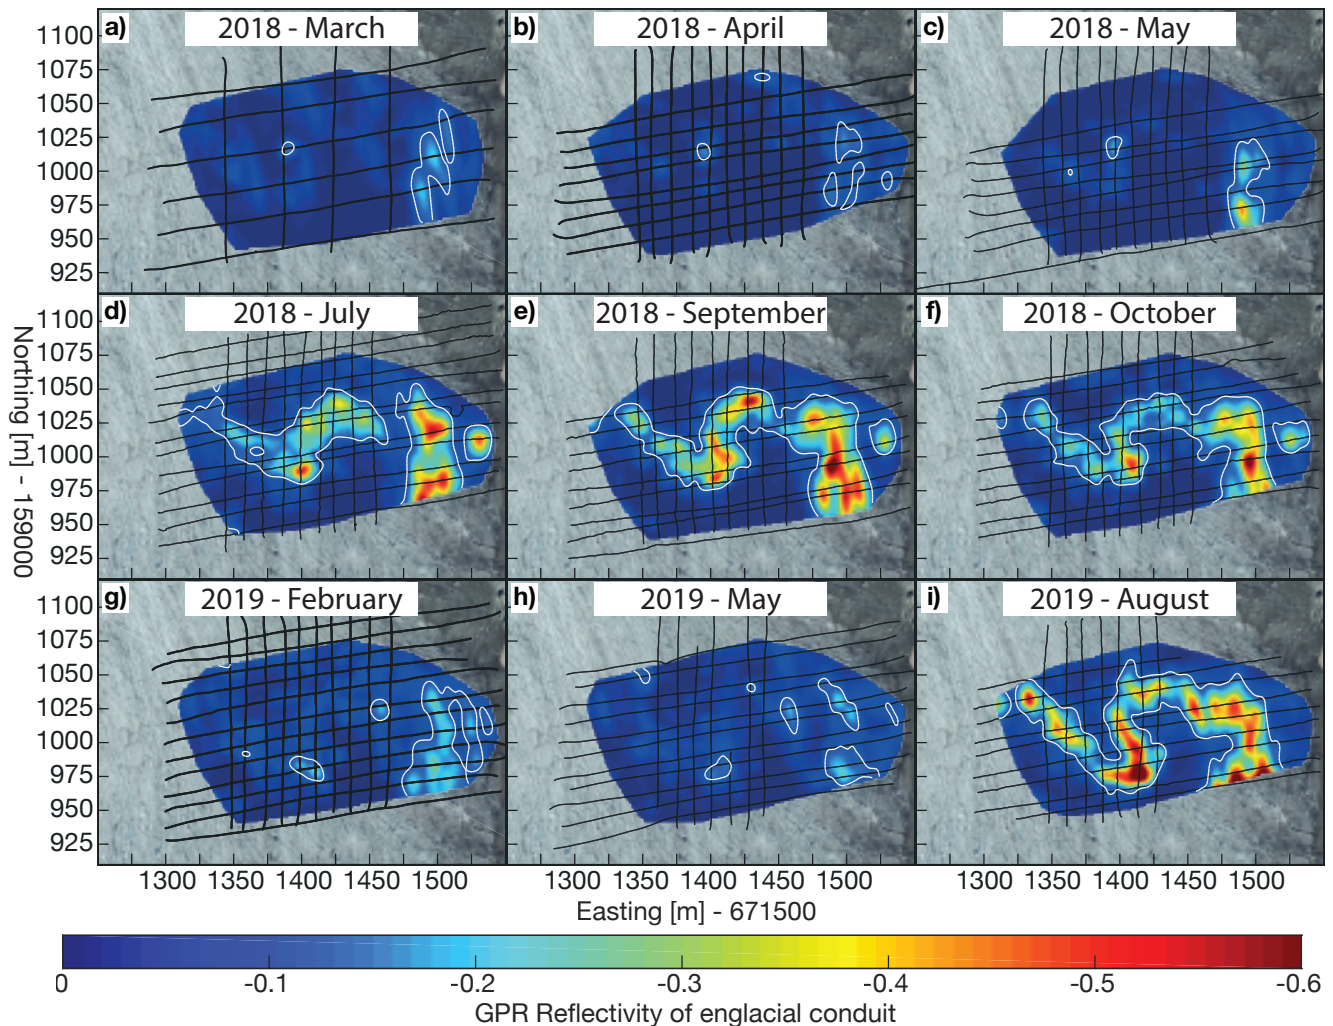 a) 2018 - March
b) 2018 - April
c) 2018 - May
1100
1075
1050
1025
1000
975
950
925
d) 2018 - July
e) 2018 - September
f) 2018 - October
1100
1075
1050
1025
1000
975
950
925
Northing [m] - 159000
g) 2019 - February
h) 2019 - May
i) 2019 - August
1100
1075
1050
1025
1000
975
950
925
1300 1350 1400 1450 1500 1300 1350 1400 1450 1500 1300 1350 1400 1450 1500
Easting [m] - 671500
0 -0.1 -0.2 -0.3 -0.4 -0.5 -0.6
GPR Reflectivity of englacial conduit